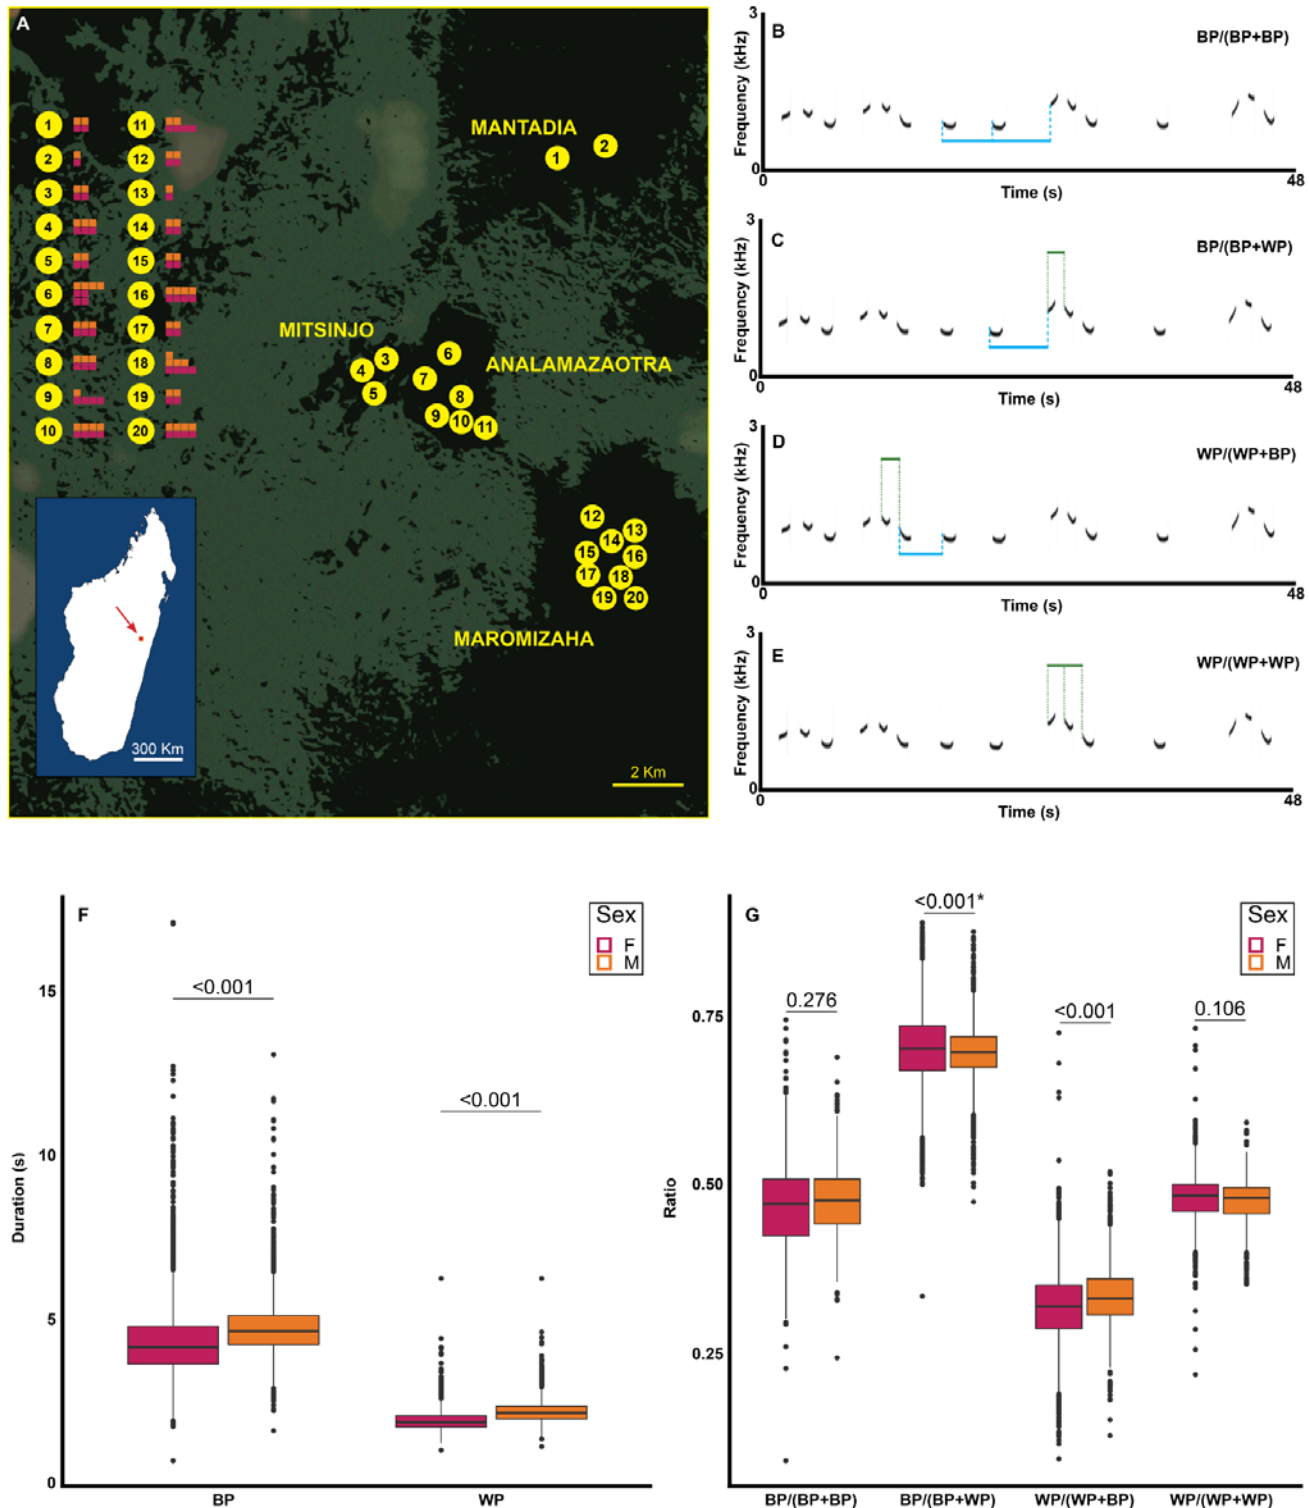 A
MANTADIA
1
2
1
11
2
12
3
13
4
14
5
15
6
16
7
17
8
18
9
19
10
20
MITSINJO
3
4
5
6
7
8
9
10
11
ANALAMAZAOTRA
12
13
14
15
16
17
18
19
20
MAROMIZAHA
300 Km
2 Km
B
BP/(BP+BP)
3
Frequency (kHz)
0
0
48
Time (s)
C
BP/(BP+WP)
3
Frequency (kHz)
0
0
48
Time (s)
D
WP/(WP+BP)
3
Frequency (kHz)
0
0
48
Time (s)
E
WP/(WP+WP)
3
Frequency (kHz)
0
0
48
Time (s)
F
Sex
F
M
<0.001
<0.001
15
10
5
0
Duration (s)
BP
WP
G
Sex
F
M
0.276
<0.001*
<0.001
0.106
0.75
0.50
0.25
Ratio
BP/(BP+BP)
BP/(BP+WP)
WP/(WP+BP)
WP/(WP+WP)